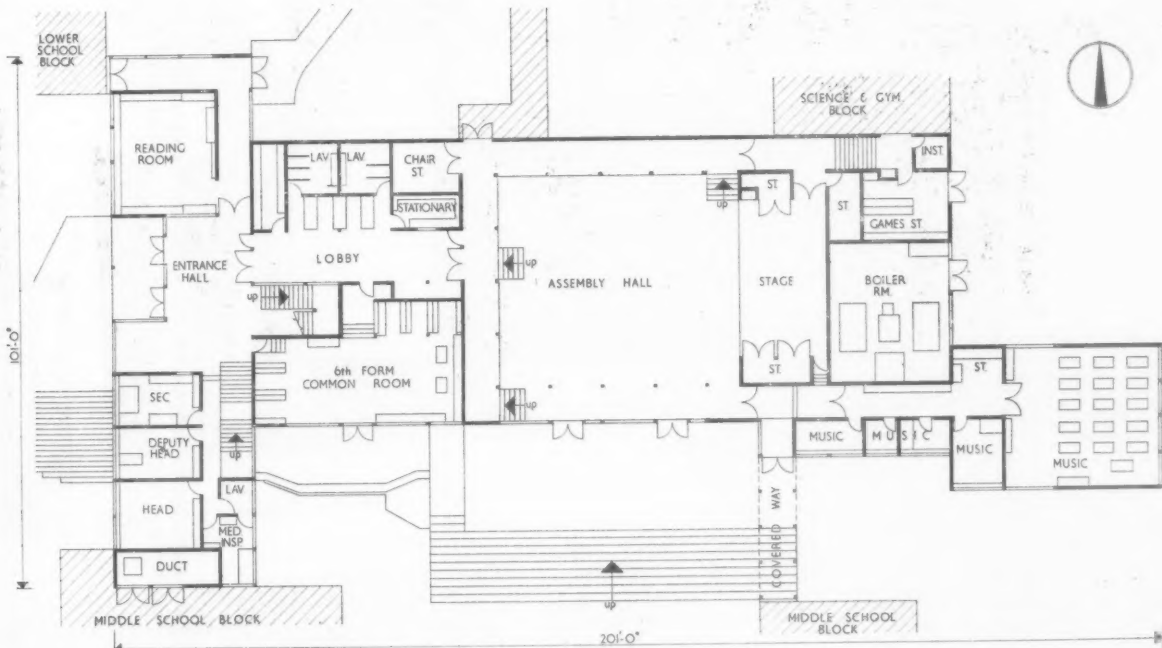 LOWER
SCHOOL
BLOCK
SCIENCE & GYM
BLOCK
READING
ROOM
LAV.
LAV.
CHAIR
ST.
STATIONARY
ST.
ST.
INST.
GAMES ST.
up
ENTRANCE
HALL
LOBBY
up
ASSEMBLY HALL
STAGE
BOILER
RM.
up
101'-0"
6th FORM
COMMON ROOM
ST.
ST.
up
SEC
DEPUTY
HEAD
up
MUSIC
MUSIC
MUSIC
MUSIC
HEAD
LAV
MED
INSP
COVERED WAY
DUCT
up
MIDDLE SCHOOL BLOCK
MIDDLE SCHOOL
BLOCK
201'-0"